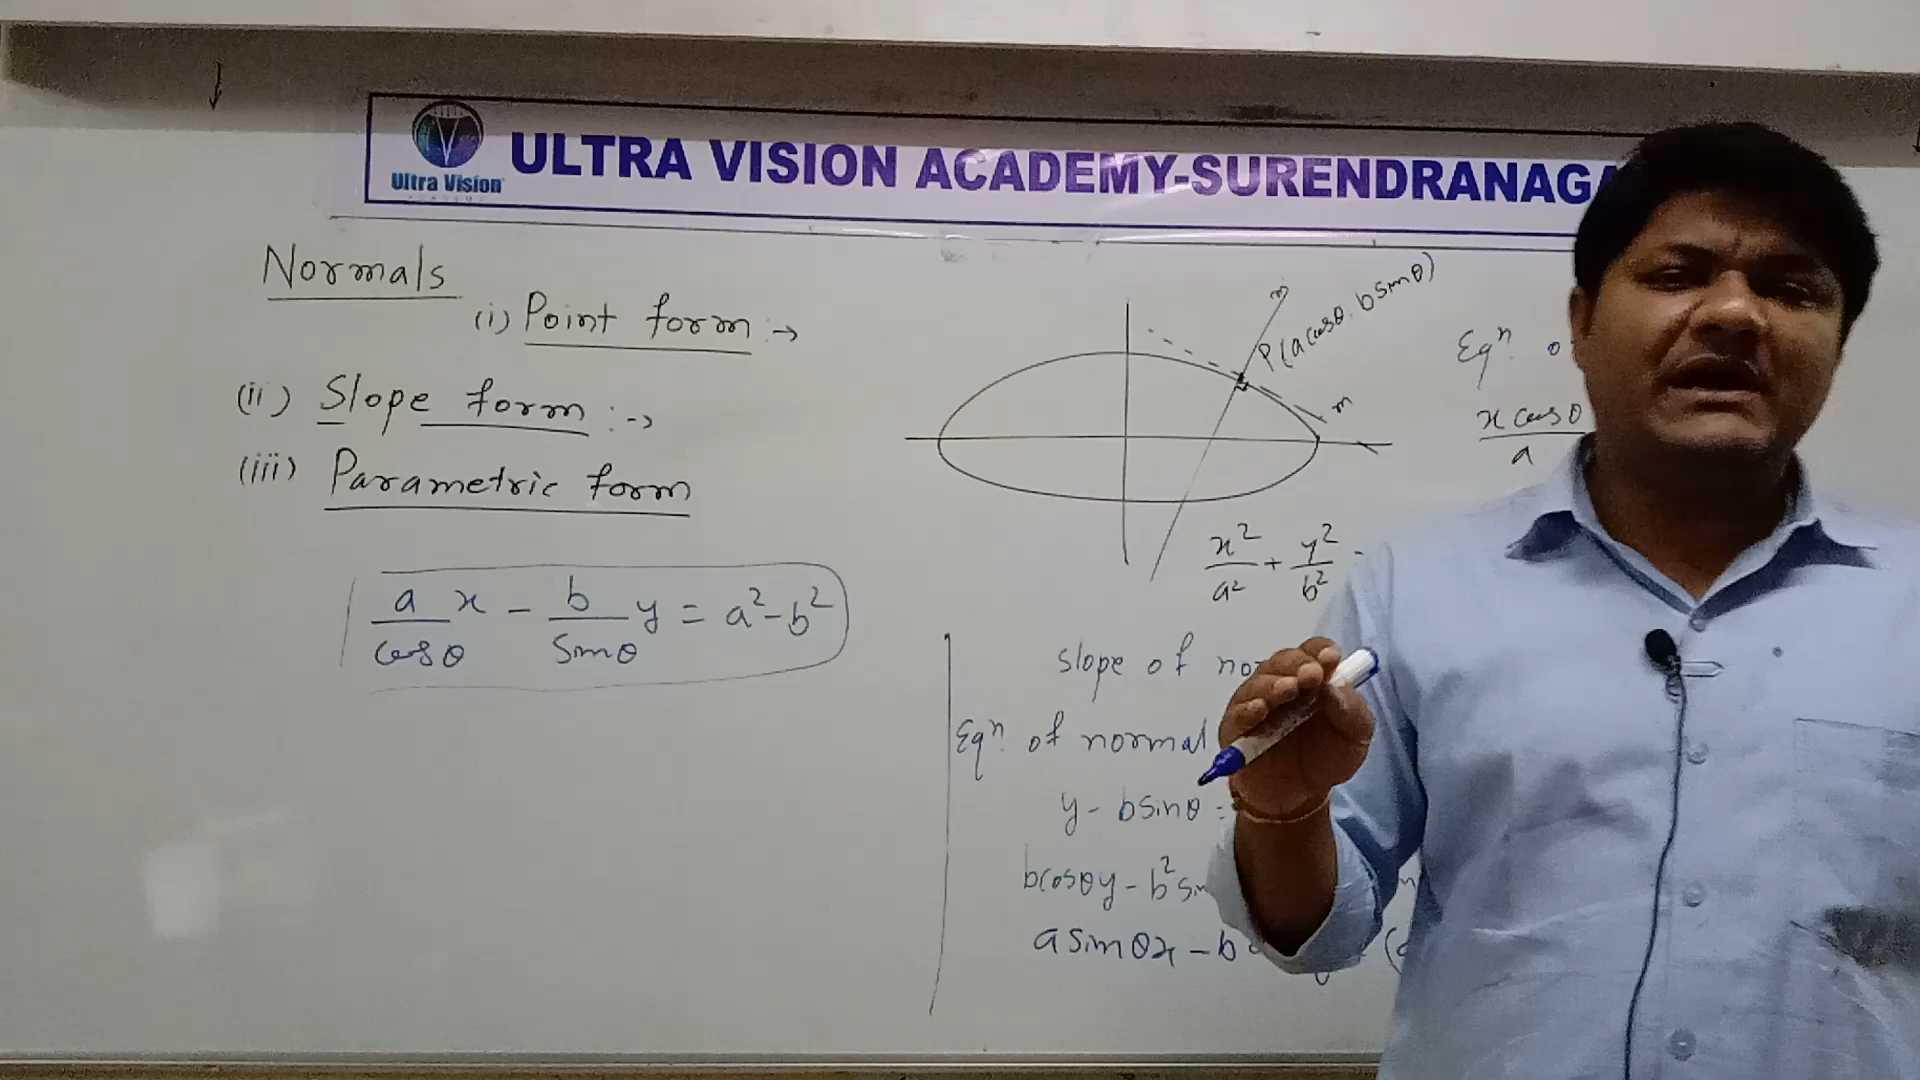 ULTRA VISION ACADEMY-SURENDRANAGA
Ultra Vision
Normals
(i) Point form :→
(ii) Slope form :→
(iii) Parametric form
a/cosθ x - b/sinθ y = a² - b²
P(a cosθ, b sinθ)
m
x²/a² + y²/b²
Eqⁿ.
x cosθ/a
slope of
Eqⁿ. of normal
y - b sinθ =
b cosθ y - b²
a sinθ x - b